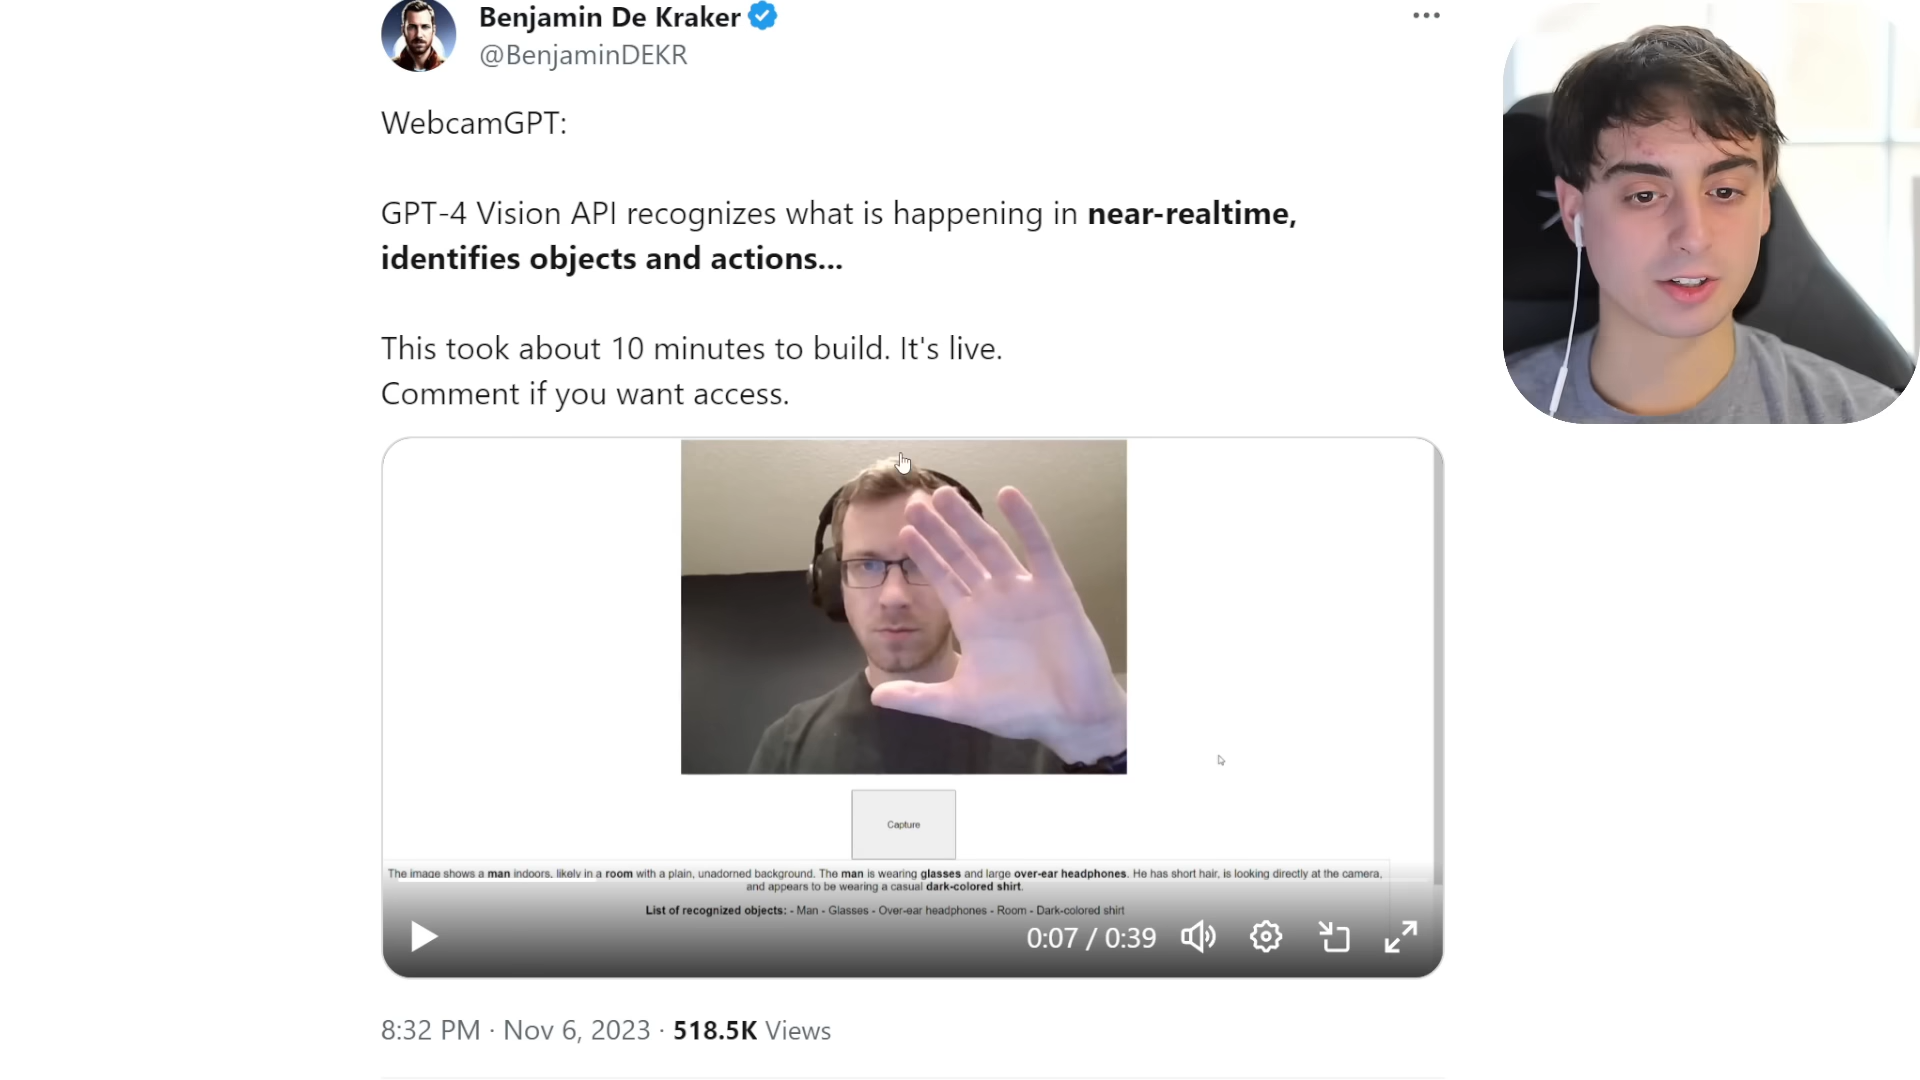 Benjamin De Kraker
@BenjaminDEKR
WebcamGPT:
GPT-4 Vision API recognizes what is happening in near-realtime,
identifies objects and actions...
This took about 10 minutes to build. It's live.
Comment if you want access.
Capture
The image shows a man indoors, likely in a room with a plain, unadorned background. The man is wearing glasses and large over-ear headphones. He has short hair, is looking directly at the camera,
and appears to be wearing a casual dark-colored shirt.
List of recognized objects: - Man - Glasses - Over-ear headphones - Room - Dark-colored shirt
0:07 / 0:39
8:32 PM · Nov 6, 2023 · 518.5K Views